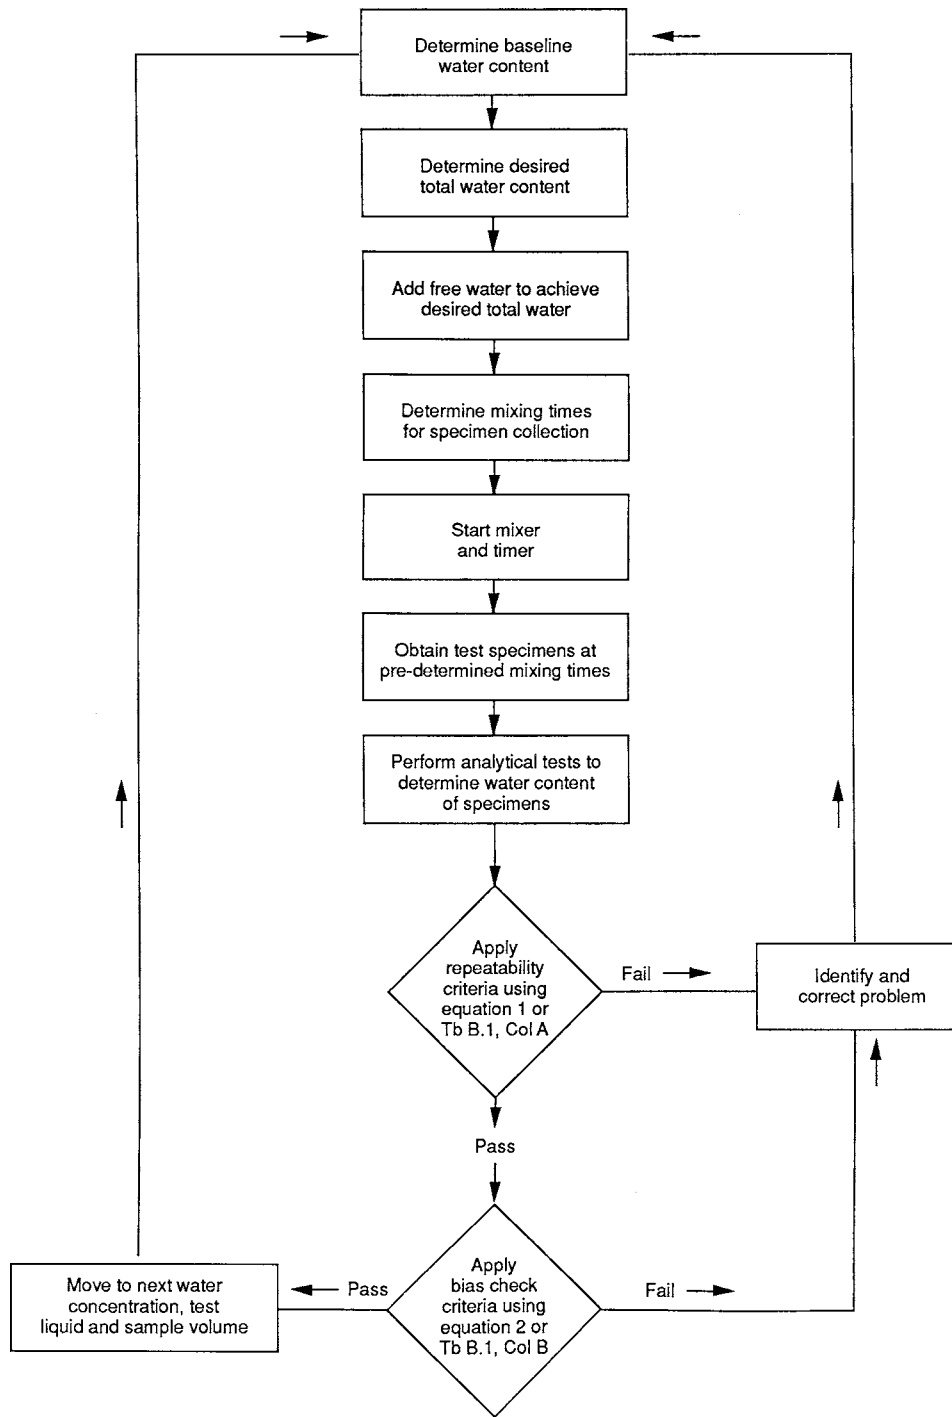 Determine baseline
water content
Determine desired
total water content
Add free water to achieve
desired total water
Determine mixing times
for specimen collection
Start mixer
and timer
Obtain test specimens at
pre-determined mixing times
Perform analytical tests to
determine water content
of specimens
Apply
repeatability
criteria using
equation 1 or
Tb B.1, Col A
Fail
Identify and
correct problem
Pass
Apply
bias check
criteria using
equation 2 or
Tb B.1, Col B
Pass
Fail
Move to next water
concentration, test
liquid and sample volume